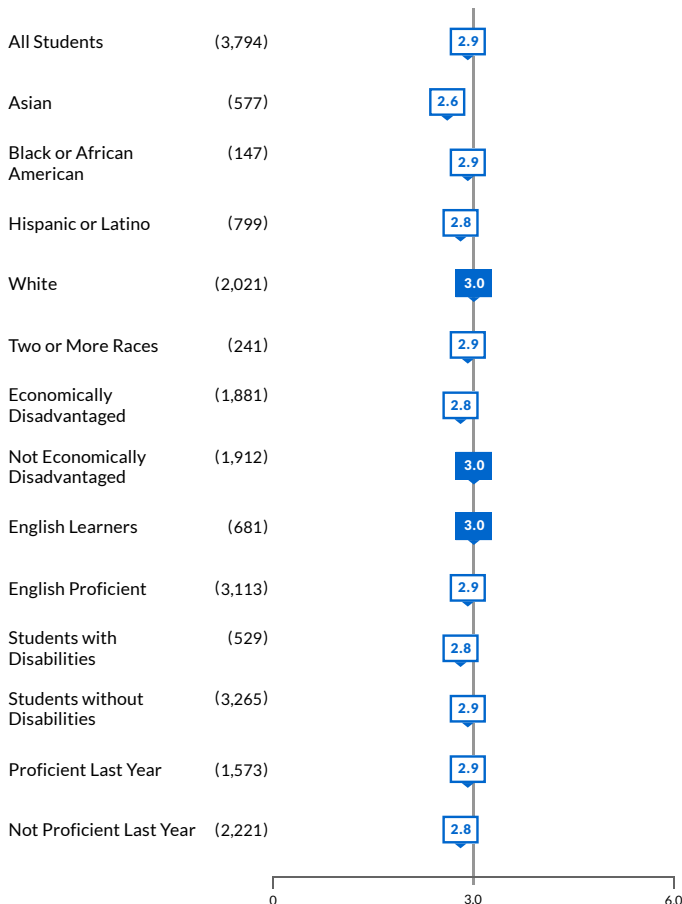 All Students (3,794) 2.9
Asian (577) 2.6
Black or African (147)
American 2.9
Hispanic or Latino (799) 2.8
White (2,021) 3.0
Two or More Races (241) 2.9
Economically (1,881)
Disadvantaged 2.8
Not Economically (1,912)
Disadvantaged 3.0
English Learners (681) 3.0
English Proficient (3,113) 2.9
Students with (529)
Disabilities 2.8
Students without (3,265)
Disabilities 2.9
Proficient Last Year (1,573) 2.9
Not Proficient Last Year (2,221) 2.8
0 3.0 6.0